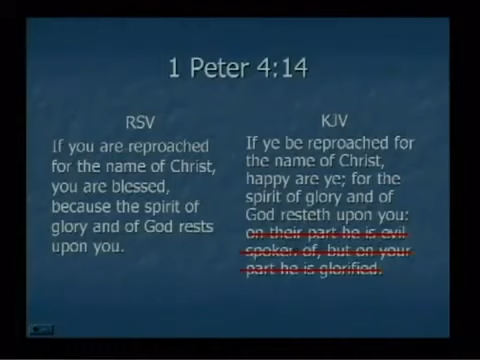 1 Peter 4:14
RSV
If you are reproached
for the name of Christ,
you are blessed,
because the spirit of
glory and of God rests
upon you.
KJV
If ye be reproached for
the name of Christ,
happy are ye; for the
spirit of glory and of
God resteth upon you:
on their part he is evil
spoken of, but on your
part he is glorified.